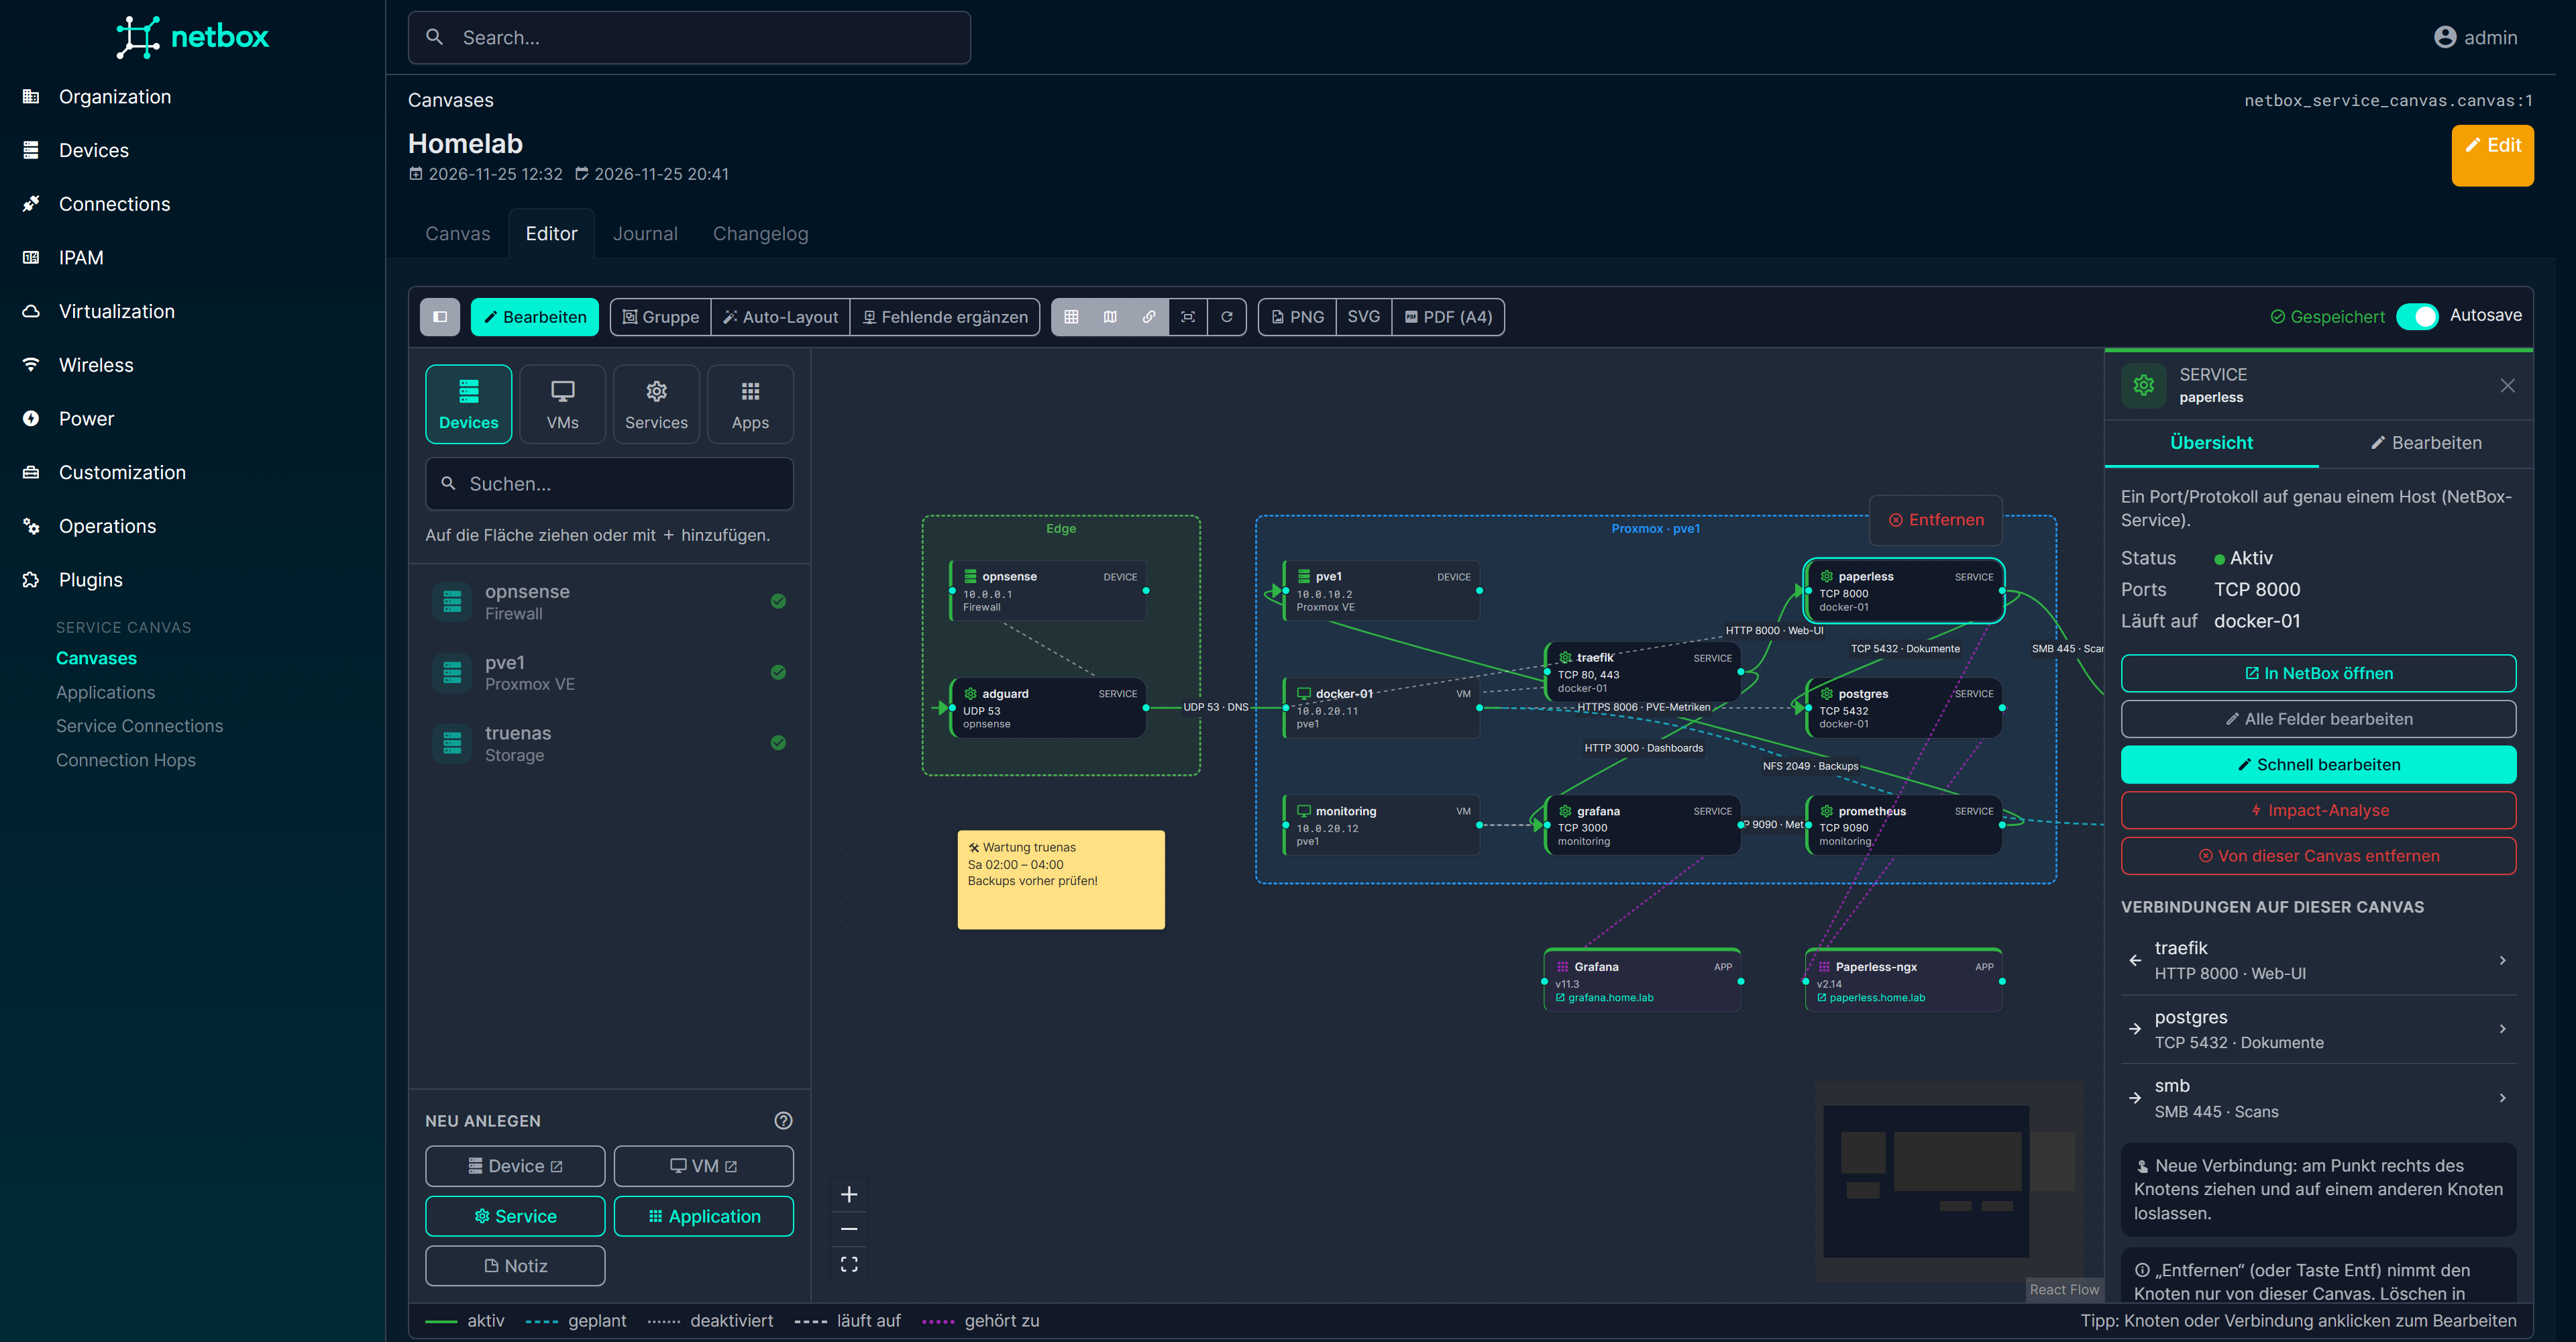 netbox
Search...
admin
Organization
Devices
Connections
IPAM
Virtualization
Wireless
Power
Customization
Operations
Plugins
SERVICE CANVAS
Canvases
Applications
Service Connections
Connection Hops
Canvases
netbox_service_canvas.canvas:1
Homelab
2026-11-25 12:32 2026-11-25 20:41
Edit
Canvas Editor Journal Changelog
Bearbeiten Gruppe Auto-Layout Fehlende ergänzen PNG SVG PDF (A4) Gespeichert Autosave
Devices VMs Services Apps
Suchen...
Auf die Fläche ziehen oder mit + hinzufügen.
opnsense
Firewall
pve1
Proxmox VE
truenas
Storage
NEU ANLEGEN
Device VM
Service Application
Notiz
Edge
opnsense DEVICE
10.0.0.1
Firewall
adguard SERVICE
UDP 53
opnsense
UDP 53 · DNS
🛠 Wartung truenas
Sa 02:00 – 04:00
Backups vorher prüfen!
Proxmox · pve1
Entfernen
pve1 DEVICE
10.0.10.2
Proxmox VE
docker-01 VM
10.0.20.11
pve1
monitoring VM
10.0.20.12
pve1
traefik SERVICE
TCP 80, 443
docker-01
paperless SERVICE
TCP 8000
docker-01
postgres SERVICE
TCP 5432
docker-01
grafana SERVICE
TCP 3000
monitoring
prometheus SERVICE
TCP 9090
monitoring
HTTP 8000 · Web-UI
TCP 5432 · Dokumente
SMB 445 · Scan
HTTPS 8006 · PVE-Metriken
HTTP 3000 · Dashboards
NFS 2049 · Backups
P 9090 · Met
Grafana APP
v11.3
grafana.home.lab
Paperless-ngx APP
v2.14
paperless.home.lab
React Flow
SERVICE
paperless
Übersicht Bearbeiten
Ein Port/Protokoll auf genau einem Host (NetBox-
Service).
Status Aktiv
Ports TCP 8000
Läuft auf docker-01
In NetBox öffnen
Alle Felder bearbeiten
Schnell bearbeiten
Impact-Analyse
Von dieser Canvas entfernen
VERBINDUNGEN AUF DIESER CANVAS
traefik
HTTP 8000 · Web-UI
postgres
TCP 5432 · Dokumente
smb
SMB 445 · Scans
Neue Verbindung: am Punkt rechts des
Knotens ziehen und auf einem anderen Knoten
loslassen.
„Entfernen“ (oder Taste Entf) nimmt den
Knoten nur von dieser Canvas. Löschen in
aktiv geplant deaktiviert läuft auf gehört zu
Tipp: Knoten oder Verbindung anklicken zum Bearbeiten